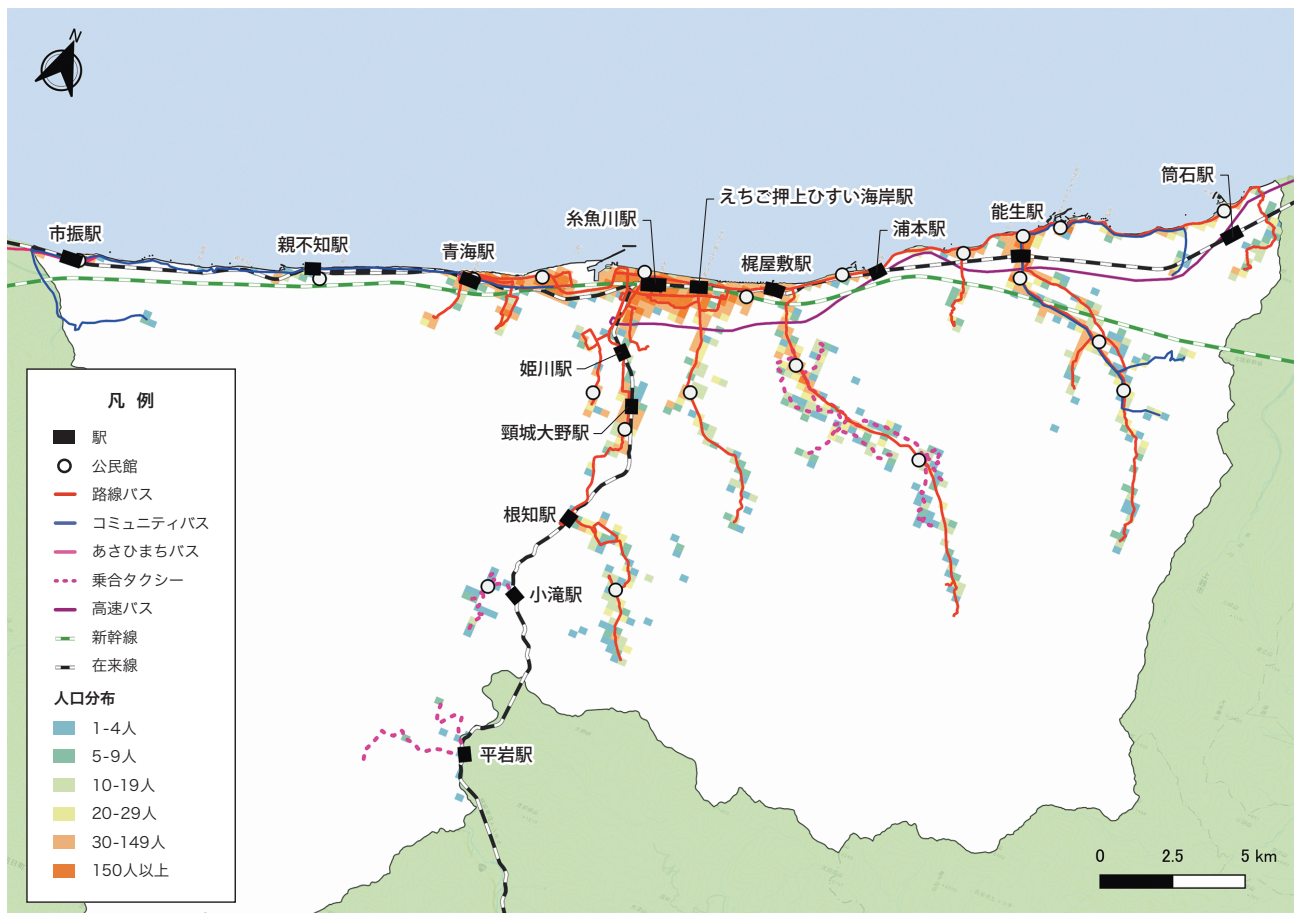 N
筒石駅
えちご押上ひすい海岸駅
糸魚川駅
浦本駅
能生駅
市振駅
親不知駅
青海駅
梶屋敷駅
姫川駅
頸城大野駅
根知駅
小滝駅
平岩駅
凡 例
駅
公民館
路線バス
コミュニティバス
あさひまちバス
乗合タクシー
高速バス
新幹線
在来線
人口分布
1-4人
5-9人
10-19人
20-29人
30-149人
150人以上
0 2.5 5 km